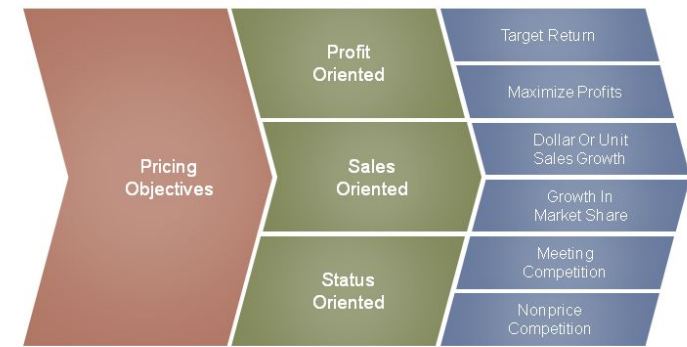 Pricing
Objectives
Profit
Oriented
Target Return
Maximize Profits
Sales
Oriented
Dollar Or Unit
Sales Growth
Growth In
Market Share
Status
Oriented
Meeting
Competition
Nonprice
Competition